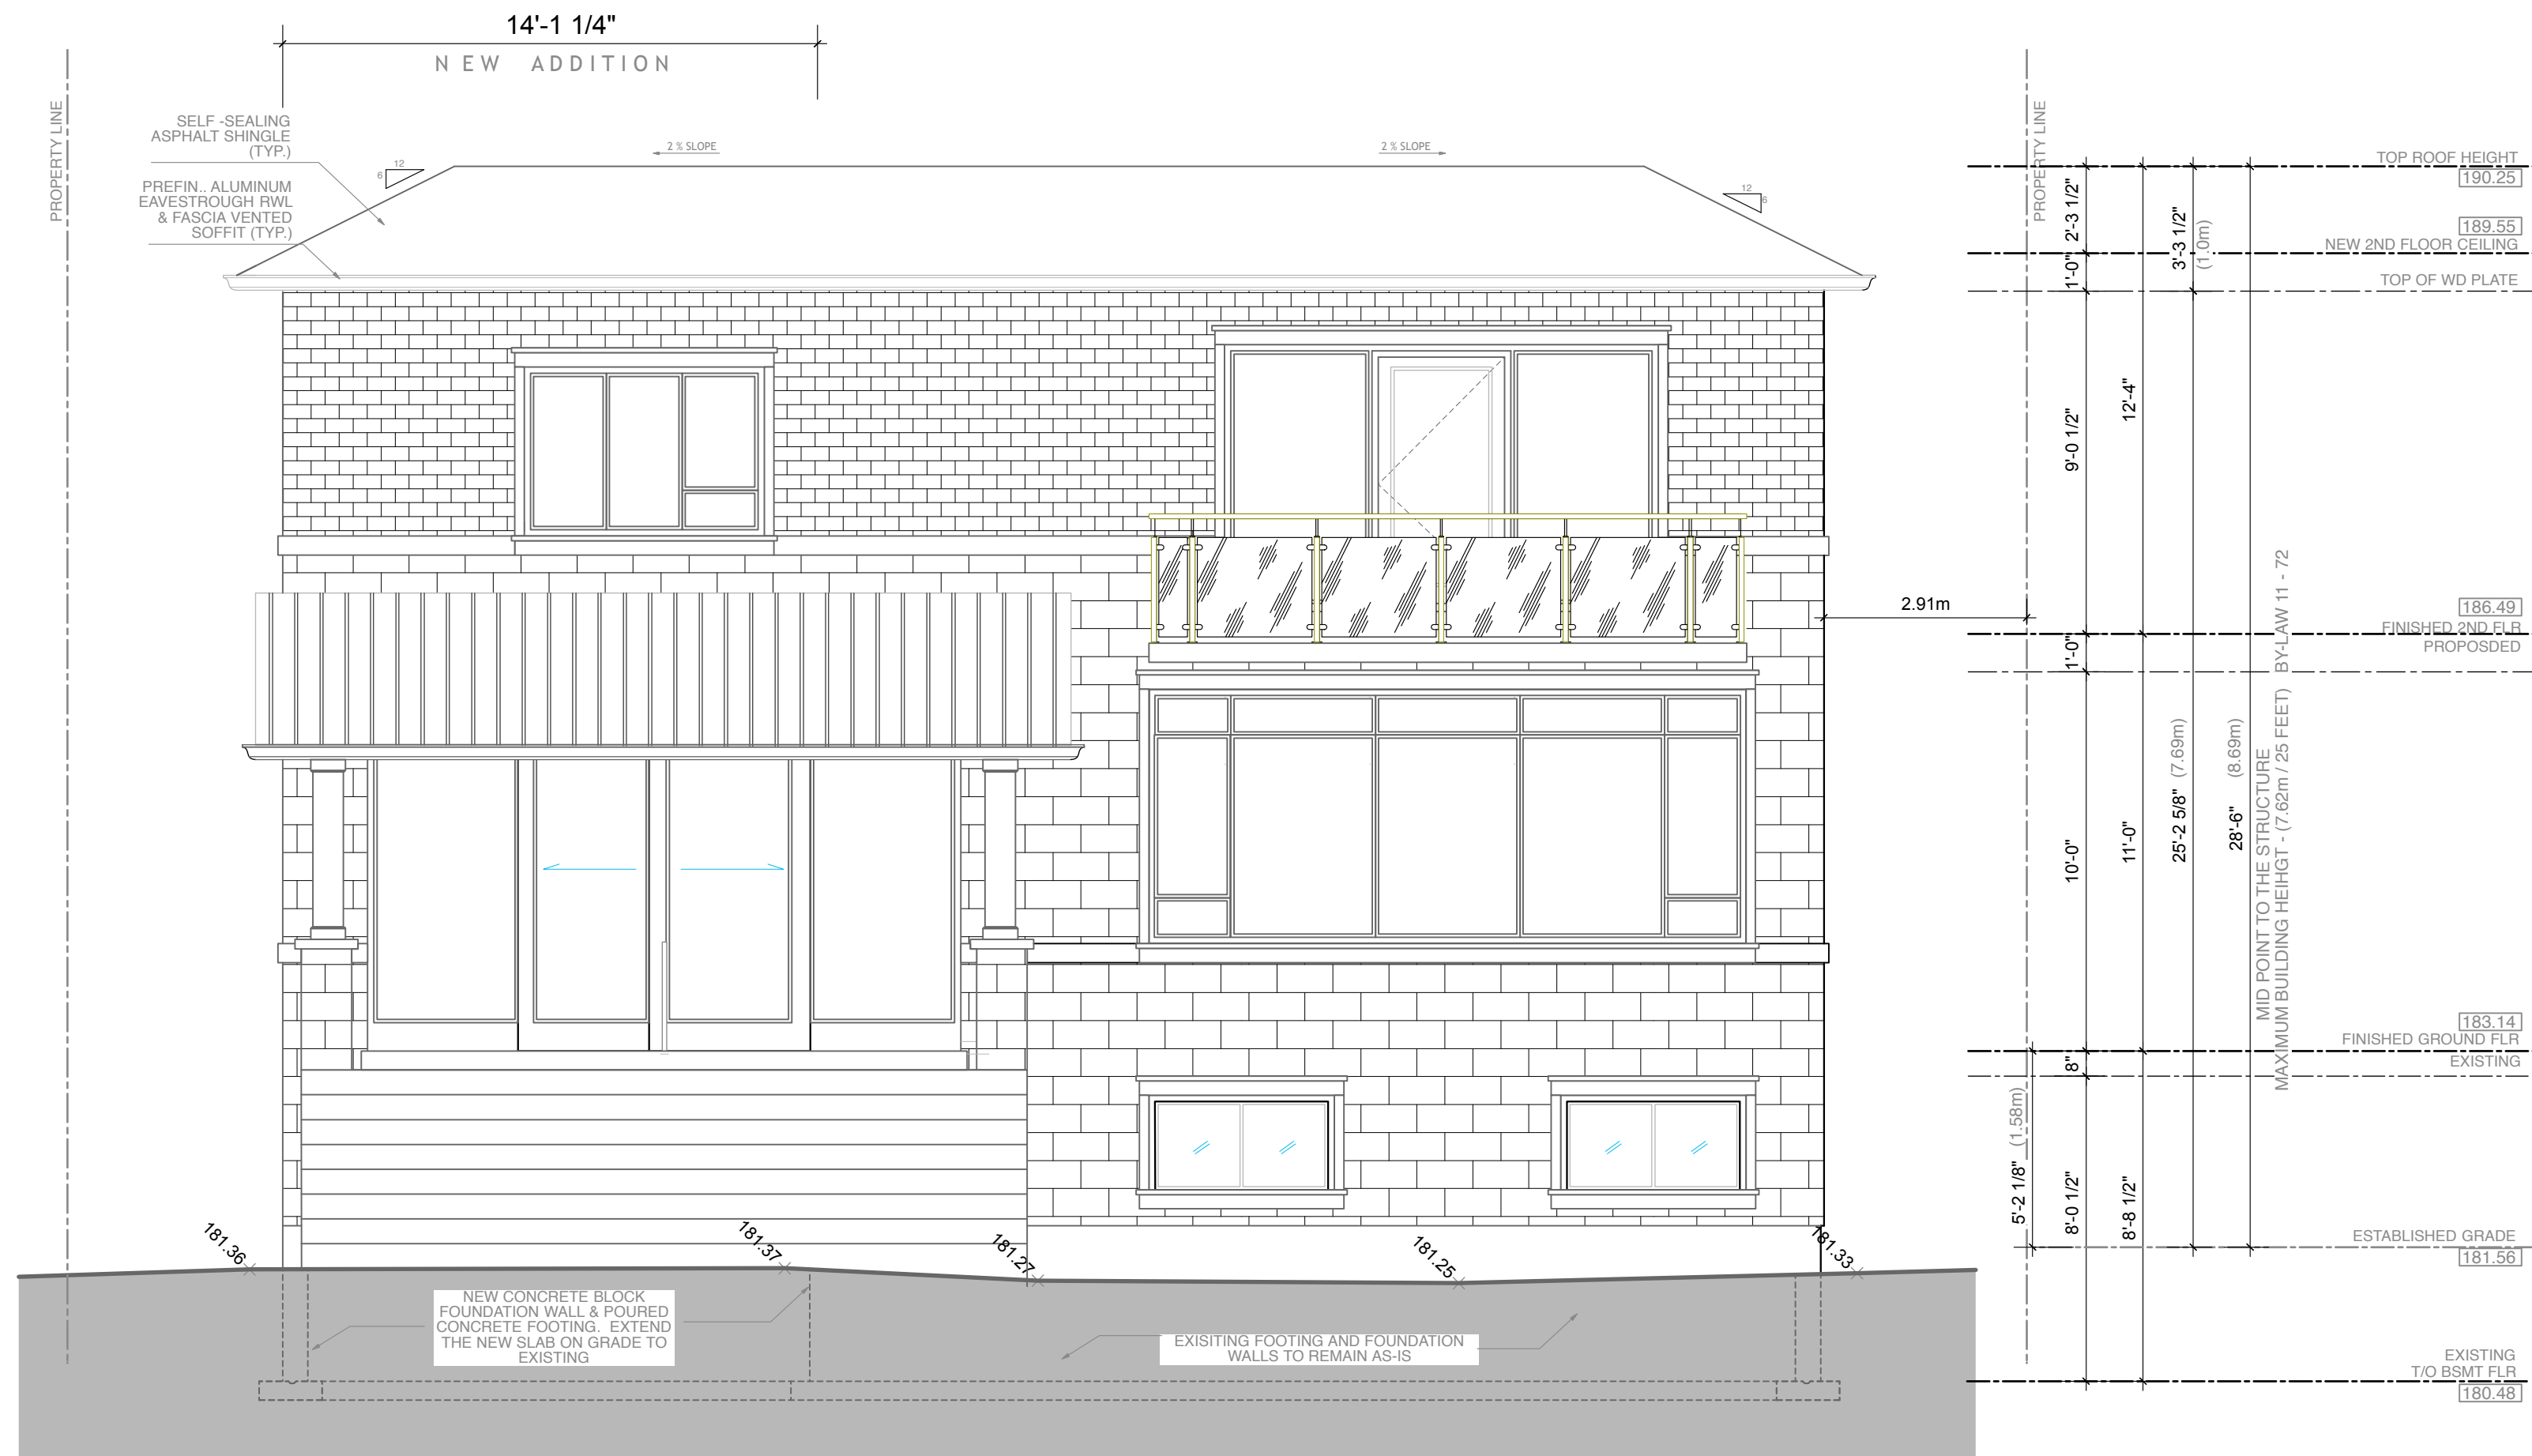 14'-1 1/4"
NEW ADDITION
PROPERTY LINE
SELF -SEALING
ASPHALT SHINGLE
(TYP.)
PREFIN.. ALUMINUM
EAVESTROUGH RWL
& FASCIA VENTED
SOFFIT (TYP.)
12
6
2 % SLOPE
2 % SLOPE
12
6
PROPERTY LINE
2'-3 1/2"
1'-0"
9'-0 1/2"
1'-0"
10'-0"
8"
8'-0 1/2"
12'-4"
11'-0"
8'-8 1/2"
3'-3 1/2"
(1.0m)
25'-2 5/8" (7.69m)
28'-6" (8.69m)
5'-2 1/8" (1.58m)
MID POINT TO THE STRUCTURE
MAXIMUM BUILDING HEIHGT - (7.62m / 25 FEET) BY-LAW 11 - 72
TOP ROOF HEIGHT
190.25
189.55
NEW 2ND FLOOR CEILING
TOP OF WD PLATE
2.91m
186.49
FINISHED 2ND FLR
PROPOSDED
183.14
FINISHED GROUND FLR
EXISTING
ESTABLISHED GRADE
181.56
EXISTING
T/O BSMT FLR
180.48
181.36
181.37
181.27
181.25
181.33
NEW CONCRETE BLOCK
FOUNDATION WALL & POURED
CONCRETE FOOTING. EXTEND
THE NEW SLAB ON GRADE TO
EXISTING
EXISITING FOOTING AND FOUNDATION
WALLS TO REMAIN AS-IS